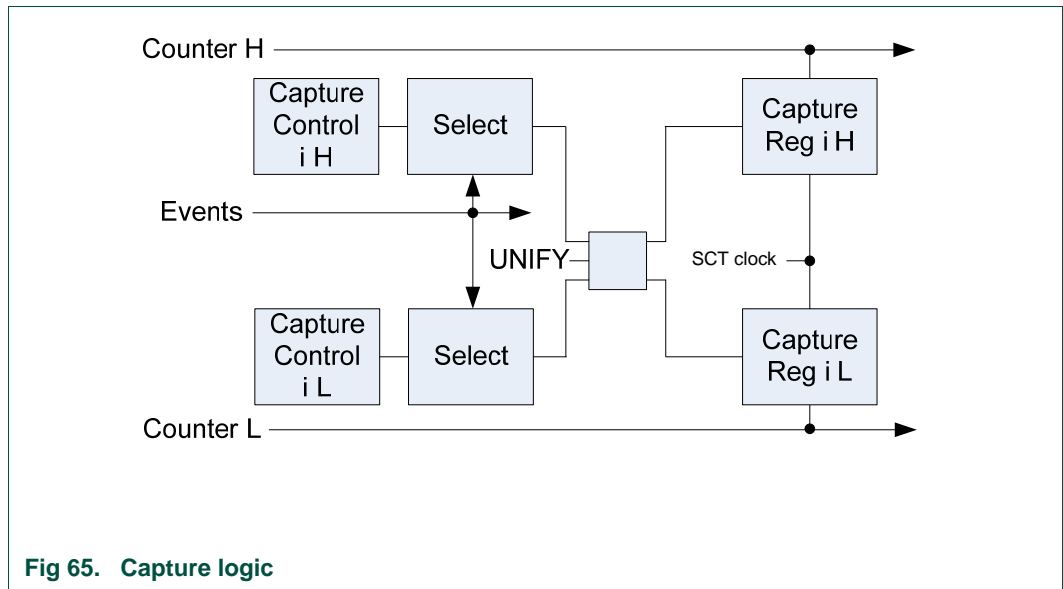 Counter H
Capture
Control
i H
Select
Capture
Reg i H
Events
UNIFY
SCT clock
Capture
Control
i L
Select
Capture
Reg i L
Counter L
Fig 65. Capture logic